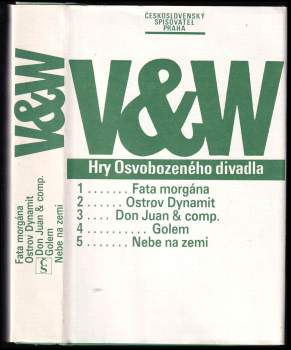 ČESKOSLOVENSKÝ
SPISOVATEL
PRAHA
V&W
Hry Osvobozeného divadla
1 ....... Fata morgána
2 ...... Ostrov Dynamit
3 .... Don Juan & comp.
4 .......... Golem
5 ....... Nebe na zemi
V&W
Fata morgána
Ostrov Dynamit
Don Juan & comp.
Golem
Nebe na zemi